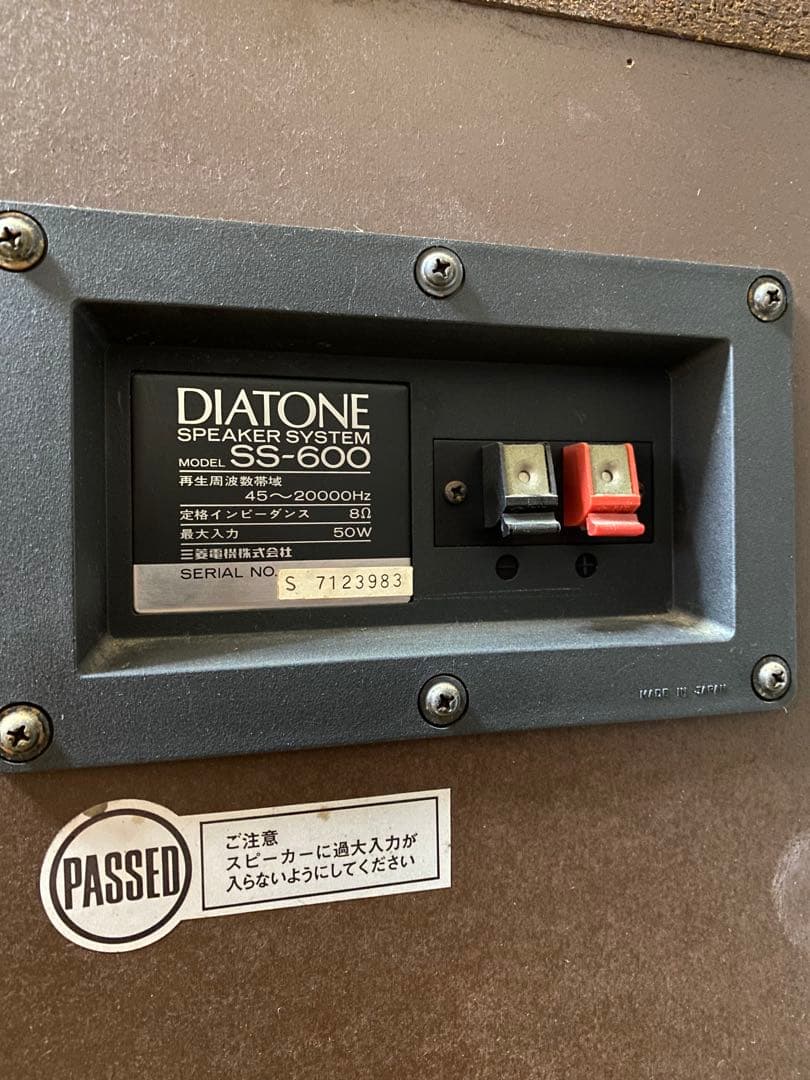 DIATONE
SPEAKER SYSTEM
MODEL SS-600
再生周波数帯域
45〜20000Hz
定格インピーダンス 8Ω
最大入力 50W
三菱電機株式会社
SERIAL NO. S 7123983
⊖ ⊕
MADE IN JAPAN
PASSED
ご注意
スピーカーに過大入力が
入らないようにしてください